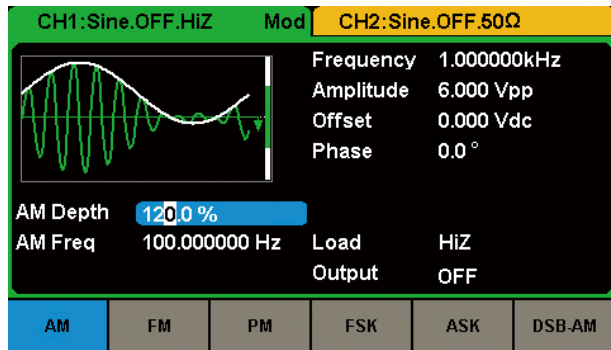 CH1:Sine.OFF.HiZ Mod CH2:Sine.OFF.50Ω
Frequency 1.000000kHz
Amplitude 6.000 Vpp
Offset 0.000 Vdc
Phase 0.0 °
AM Depth 120.0 %
AM Freq 100.000000 Hz Load HiZ
Output OFF
AM FM PM FSK ASK DSB-AM